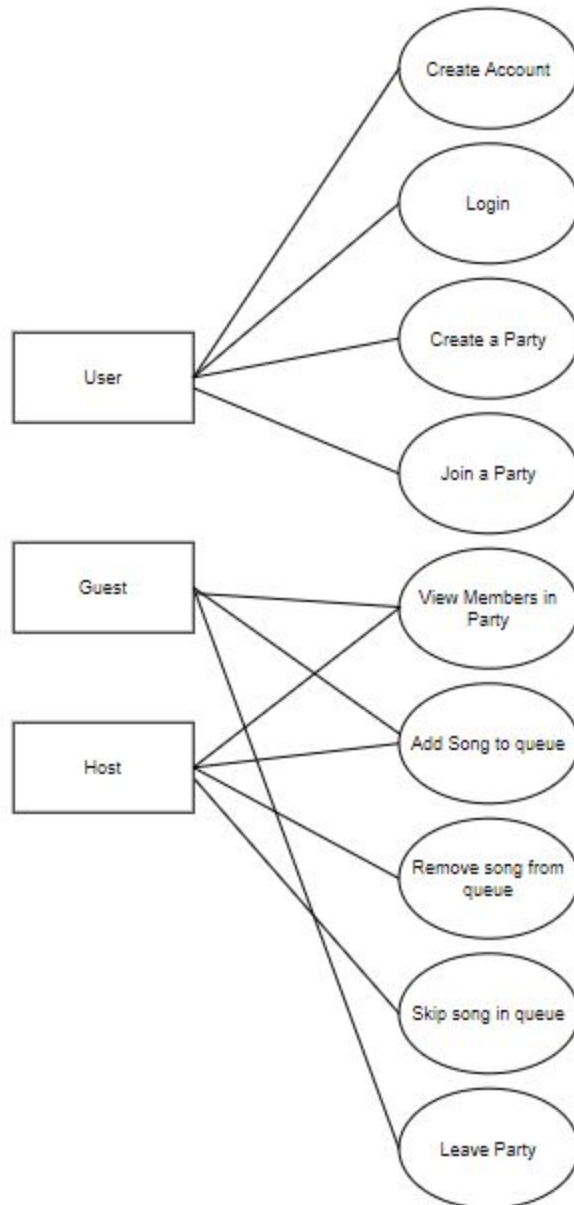 Create Account
Login
Create a Party
User
Join a Party
Guest
View Members in
Party
Add Song to queue
Host
Remove song from
queue
Skip song in queue
Leave Party